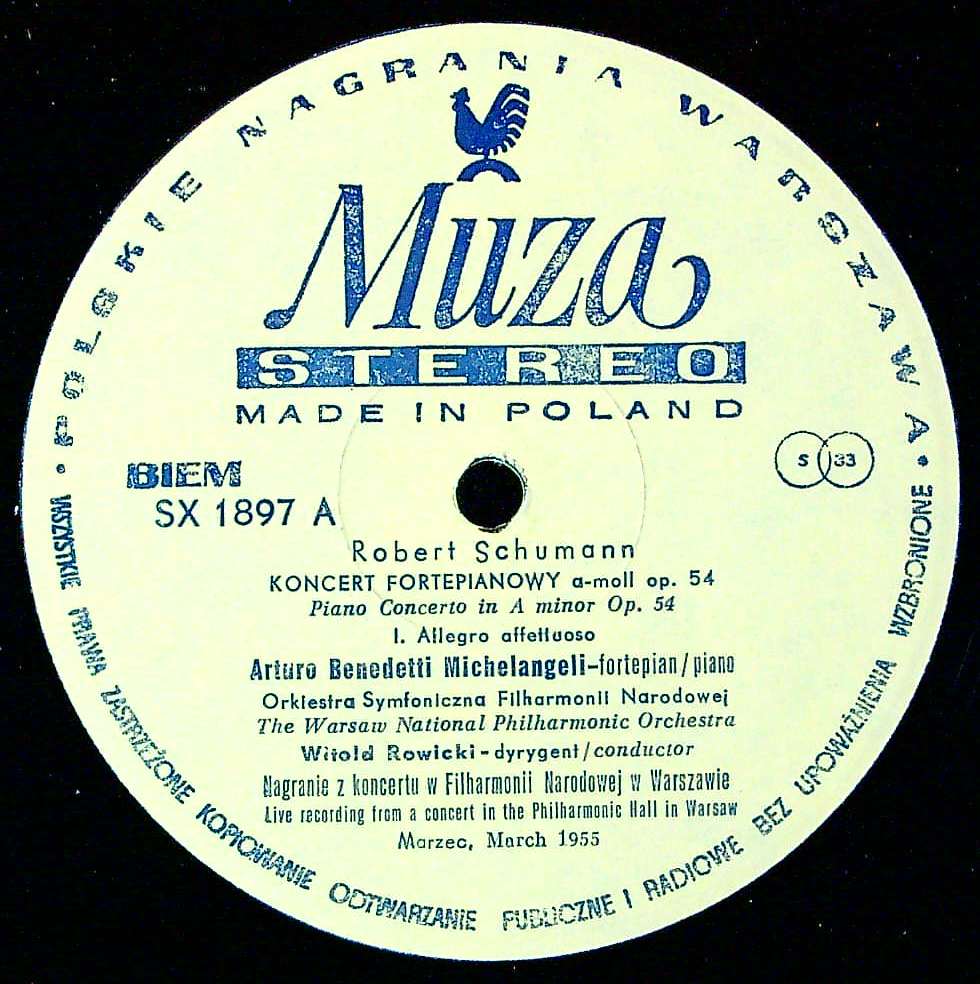 POLSKIE NAGRANIA WARSZAWA
Muza
STEREO
MADE IN POLAND
BIEM
SX 1897 A
S 33
Robert Schumann
KONCERT FORTEPIANOWY a-moll op. 54
Piano Concerto in A minor Op. 54
I. Allegro affettuoso
Arturo Benedetti Michelangeli-fortepian/piano
Orkiestra Symfoniczna Filharmonii Narodowej
The Warsaw National Philharmonic Orchestra
Witold Rowicki-dyrygent/conductor
Nagranie z koncertu w Filharmonii Narodowej w Warszawie
Live recording from a concert in the Philharmonic Hall in Warsaw
Marzec, March 1955
• WSZYSTKIE PRAWA ZASTRZEŻONE KOPIOWANIE ODTWARZANIE PUBLICZNE I RADIOWE BEZ UPOWAŻNIENIA WZBRONIONE •